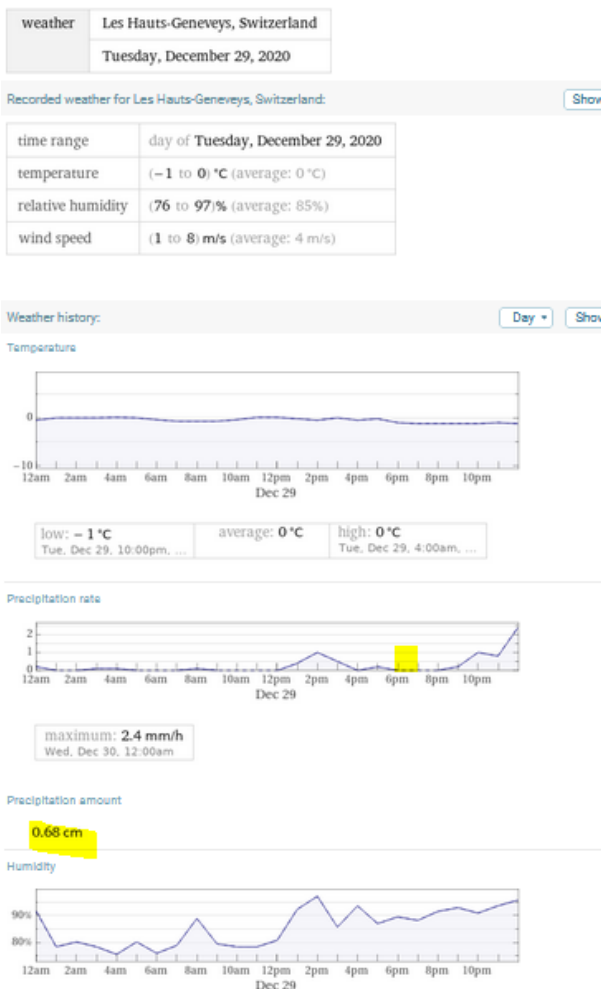 weather Les Hauts-Geneveys, Switzerland
Tuesday, December 29, 2020
Recorded weather for Les Hauts-Geneveys, Switzerland: Show
time range day of Tuesday, December 29, 2020
temperature (−1 to 0) °C (average: 0 °C)
relative humidity (76 to 97)% (average: 85%)
wind speed (1 to 8) m/s (average: 4 m/s)
Weather history: Day Show
Temperature
0
−10
12am 2am 4am 6am 8am 10am 12pm 2pm 4pm 6pm 8pm 10pm
Dec 29
low: −1 °C average: 0 °C high: 0 °C
Tue, Dec 29, 10:00pm, ... Tue, Dec 29, 4:00am, ...
Precipitation rate
2
1
0
12am 2am 4am 6am 8am 10am 12pm 2pm 4pm 6pm 8pm 10pm
Dec 29
maximum: 2.4 mm/h
Wed, Dec 30, 12:00am
Precipitation amount
0.68 cm
Humidity
90%
80%
12am 2am 4am 6am 8am 10am 12pm 2pm 4pm 6pm 8pm 10pm
Dec 29